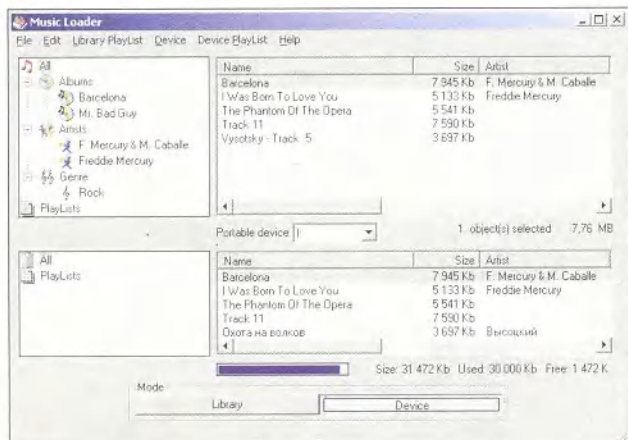 Music Loader
File Edit Library PlayList Device Device PlayList Help
All
Albums
Barcelona
Mr. Bad Guy
Artists
F. Mercury & M. Caballe
Freddie Mercury
Genre
Rock
PlayLists
Name Size Artist
Barcelona 7 945 Kb F. Mercury & M. Caballe
I Was Born To Love You 5 133 Kb Freddie Mercury
The Phantom Of The Opera 5 541 Kb
Track 11 7 590 Kb
Vysotsky - Track 5 3 697 Kb
Portable device I 1 object(s) selected 7,76 MB
All
PlayLists
Name Size Artist
Barcelona 7 945 Kb F. Mercury & M. Caballe
I Was Born To Love You 5 133 Kb Freddie Mercury
The Phantom Of The Opera 5 541 Kb
Track 11 7 590 Kb
Охота на волков 3 697 Kb Высоцкий
Size: 31 472 Kb Used: 30 000 Kb Free: 1 472 K
Mode
Library Device